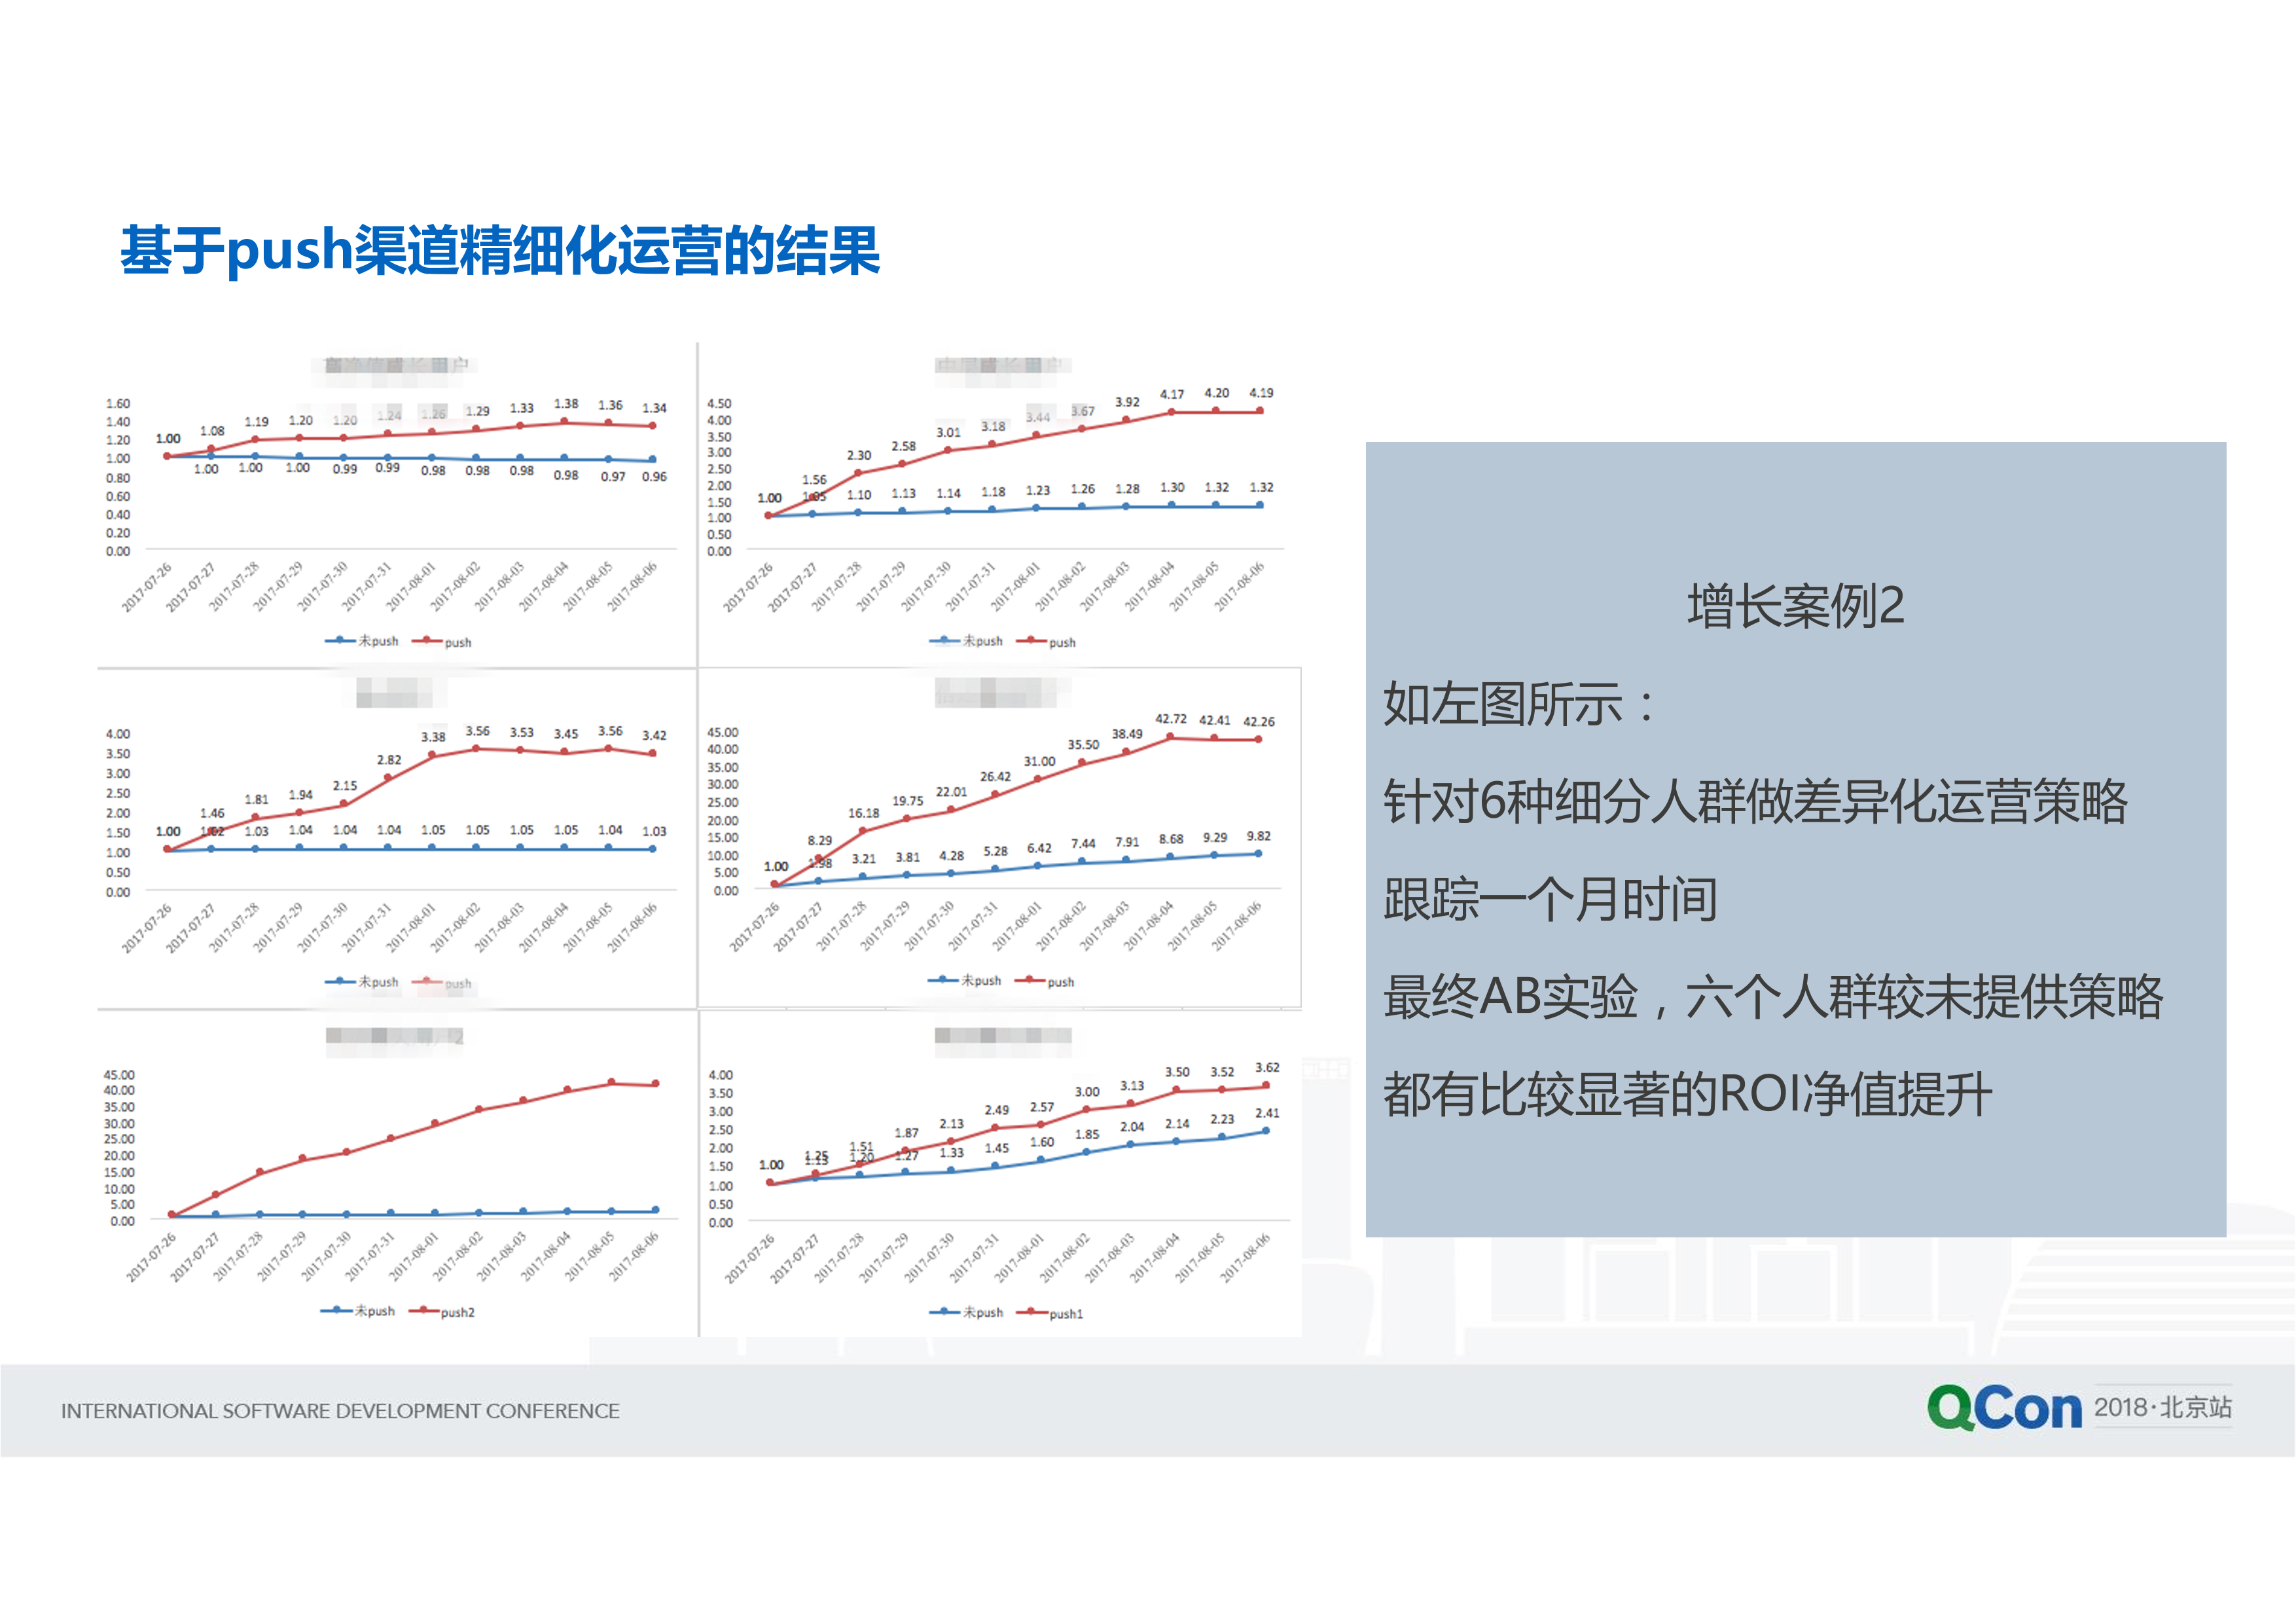 基于push渠道精细化运营的结果
1.60
1.40
1.20
1.00
0.80
0.60
0.40
0.20
0.00
1.00 1.08 1.19 1.20 1.20 1.24 1.26 1.29 1.33 1.38 1.36 1.34
1.00 1.00 1.00 0.99 0.99 0.98 0.98 0.98 0.98 0.97 0.96
2017-07-26 2017-07-27 2017-07-28 2017-07-29 2017-07-30 2017-07-31 2017-08-01 2017-08-02 2017-08-03 2017-08-04 2017-08-05 2017-08-06
未push push
4.50
4.00
3.50
3.00
2.50
2.00
1.50
1.00
0.50
0.00
1.00 1.56 2.30 2.58 3.01 3.18 3.44 3.67 3.92 4.17 4.20 4.19
1.05 1.10 1.13 1.14 1.18 1.23 1.26 1.28 1.30 1.32 1.32
2017-07-26 2017-07-27 2017-07-28 2017-07-29 2017-07-30 2017-07-31 2017-08-01 2017-08-02 2017-08-03 2017-08-04 2017-08-05 2017-08-06
未push push
4.00
3.50
3.00
2.50
2.00
1.50
1.00
0.50
0.00
1.00 1.46 1.81 1.94 2.15 2.82 3.38 3.56 3.53 3.45 3.56 3.42
1.02 1.03 1.04 1.04 1.04 1.05 1.05 1.05 1.05 1.04 1.03
2017-07-26 2017-07-27 2017-07-28 2017-07-29 2017-07-30 2017-07-31 2017-08-01 2017-08-02 2017-08-03 2017-08-04 2017-08-05 2017-08-06
未push push
45.00
40.00
35.00
30.00
25.00
20.00
15.00
10.00
5.00
0.00
1.00 8.29 16.18 19.75 22.01 26.42 31.00 35.50 38.49 42.72 42.41 42.26
1.98 3.21 3.81 4.28 5.28 6.42 7.44 7.91 8.68 9.29 9.82
2017-07-26 2017-07-27 2017-07-28 2017-07-29 2017-07-30 2017-07-31 2017-08-01 2017-08-02 2017-08-03 2017-08-04 2017-08-05 2017-08-06
未push push
45.00
40.00
35.00
30.00
25.00
20.00
15.00
10.00
5.00
0.00
2017-07-26 2017-07-27 2017-07-28 2017-07-29 2017-07-30 2017-07-31 2017-08-01 2017-08-02 2017-08-03 2017-08-04 2017-08-05 2017-08-06
未push push2
4.00
3.50
3.00
2.50
2.00
1.50
1.00
0.50
0.00
1.00 1.25 1.51 1.87 2.13 2.49 2.57 3.00 3.13 3.50 3.52 3.62
1.13 1.20 1.27 1.33 1.45 1.60 1.85 2.04 2.14 2.23 2.41
2017-07-26 2017-07-27 2017-07-28 2017-07-29 2017-07-30 2017-07-31 2017-08-01 2017-08-02 2017-08-03 2017-08-04 2017-08-05 2017-08-06
未push push1
增长案例2
如左图所示：
针对6种细分人群做差异化运营策略
跟踪一个月时间
最终AB实验，六个人群较未提供策略
都有比较显著的ROI净值提升
INTERNATIONAL SOFTWARE DEVELOPMENT CONFERENCE
QCon 2018·北京站